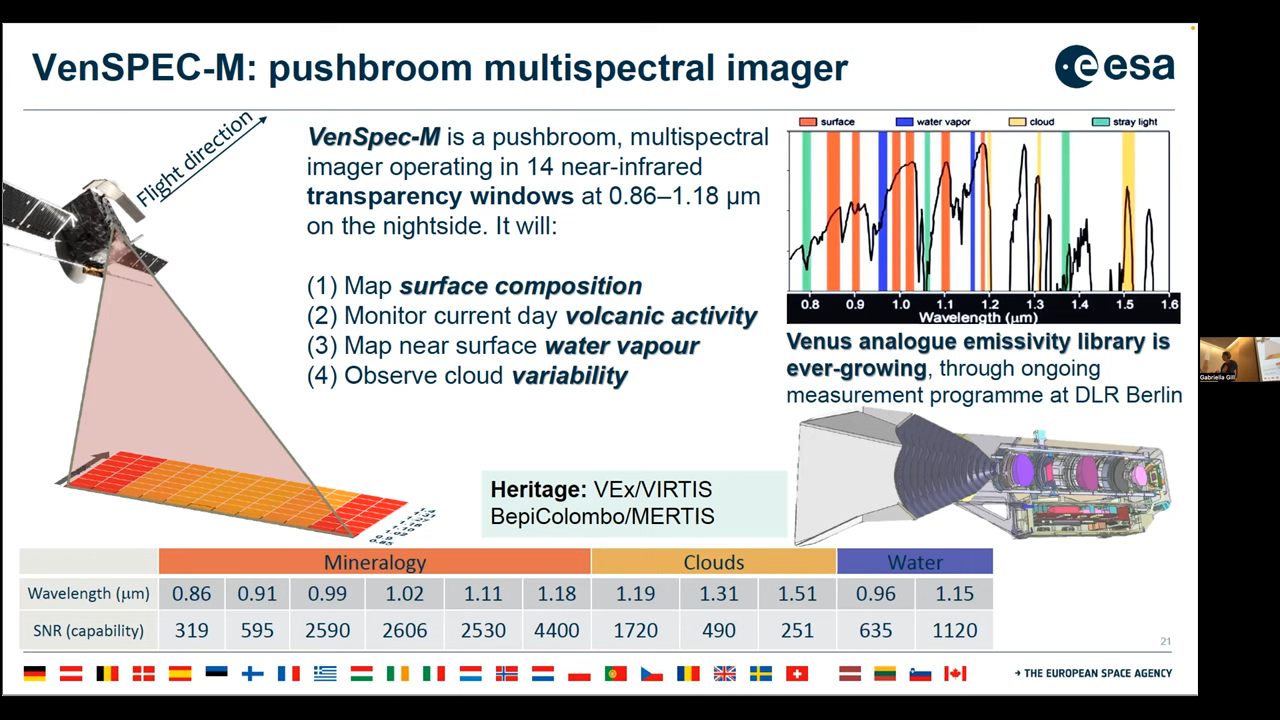 VenSPEC-M: pushbroom multispectral imager
esa
Flight direction
VenSpec-M is a pushbroom, multispectral
imager operating in 14 near-infrared
transparency windows at 0.86–1.18 µm
on the nightside. It will:
(1) Map surface composition
(2) Monitor current day volcanic activity
(3) Map near surface water vapour
(4) Observe cloud variability
surface water vapor cloud stray light
0.8 0.9 1.0 1.1 1.2 1.3 1.4 1.5 1.6
Wavelength (µm)
Venus analogue emissivity library is
ever-growing, through ongoing
measurement programme at DLR Berlin
Heritage: VEx/VIRTIS
BepiColombo/MERTIS
Mineralogy Clouds Water
Wavelength (µm) 0.86 0.91 0.99 1.02 1.11 1.18 1.19 1.31 1.51 0.96 1.15
SNR (capability) 319 595 2590 2606 2530 4400 1720 490 251 635 1120
21
→ THE EUROPEAN SPACE AGENCY
Gabriella Gill